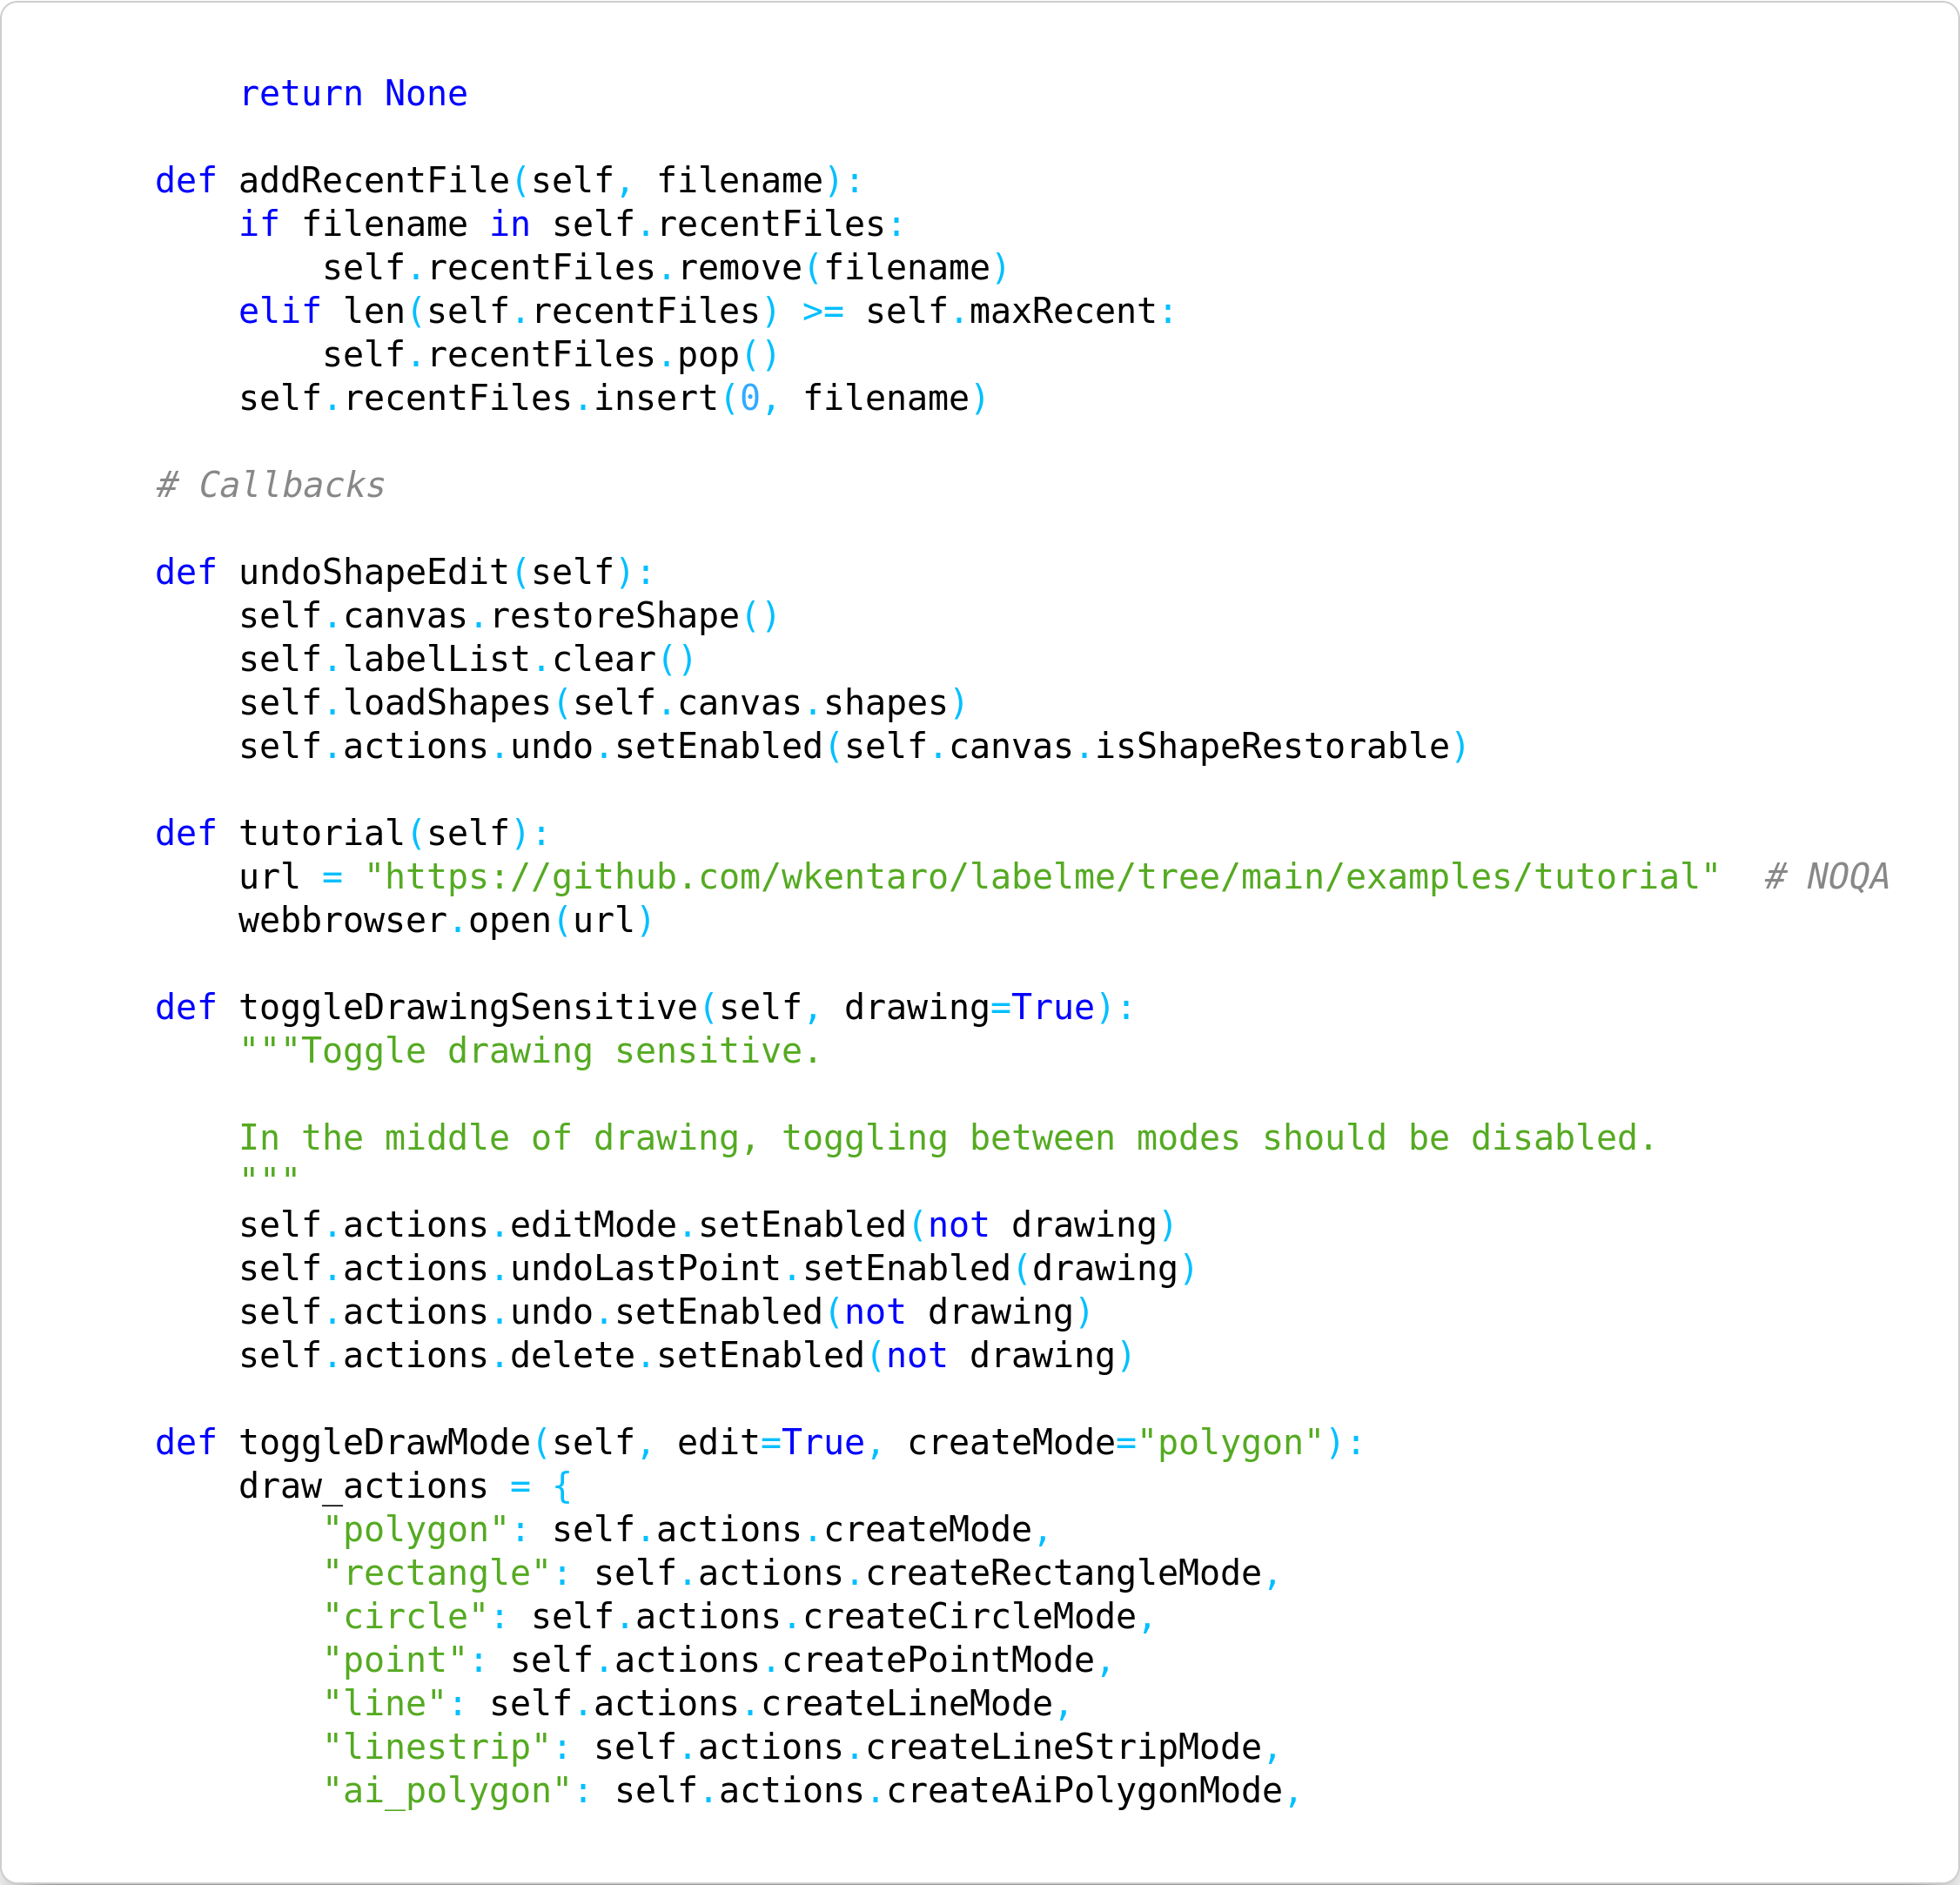 return None

    def addRecentFile(self, filename):
        if filename in self.recentFiles:
            self.recentFiles.remove(filename)
        elif len(self.recentFiles) >= self.maxRecent:
            self.recentFiles.pop()
        self.recentFiles.insert(0, filename)

    # Callbacks

    def undoShapeEdit(self):
        self.canvas.restoreShape()
        self.labelList.clear()
        self.loadShapes(self.canvas.shapes)
        self.actions.undo.setEnabled(self.canvas.isShapeRestorable)

    def tutorial(self):
        url = "https://github.com/wkentaro/labelme/tree/main/examples/tutorial"  # NOQA
        webbrowser.open(url)

    def toggleDrawingSensitive(self, drawing=True):
        """Toggle drawing sensitive.

        In the middle of drawing, toggling between modes should be disabled.
        """
        self.actions.editMode.setEnabled(not drawing)
        self.actions.undoLastPoint.setEnabled(drawing)
        self.actions.undo.setEnabled(not drawing)
        self.actions.delete.setEnabled(not drawing)

    def toggleDrawMode(self, edit=True, createMode="polygon"):
        draw_actions = {
            "polygon": self.actions.createMode,
            "rectangle": self.actions.createRectangleMode,
            "circle": self.actions.createCircleMode,
            "point": self.actions.createPointMode,
            "line": self.actions.createLineMode,
            "linestrip": self.actions.createLineStripMode,
            "ai_polygon": self.actions.createAiPolygonMode,